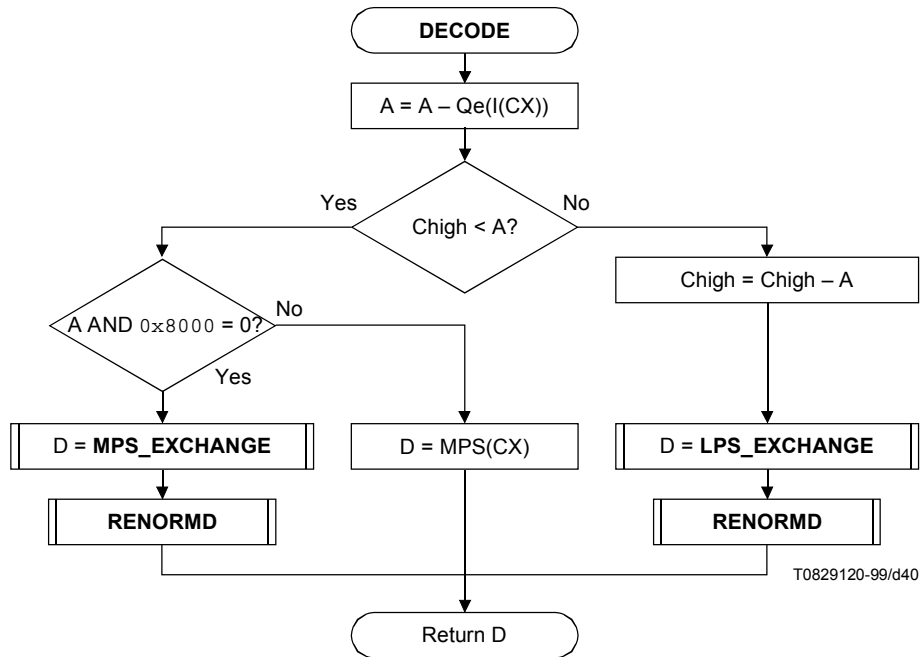 DECODE
A = A – Qe(I(CX))
Chigh < A?
Yes
No
Chigh = Chigh – A
A AND 0x8000 = 0?
No
Yes
D = MPS_EXCHANGE
D = MPS(CX)
D = LPS_EXCHANGE
RENORMD
RENORMD
T0829120-99/d40
Return D